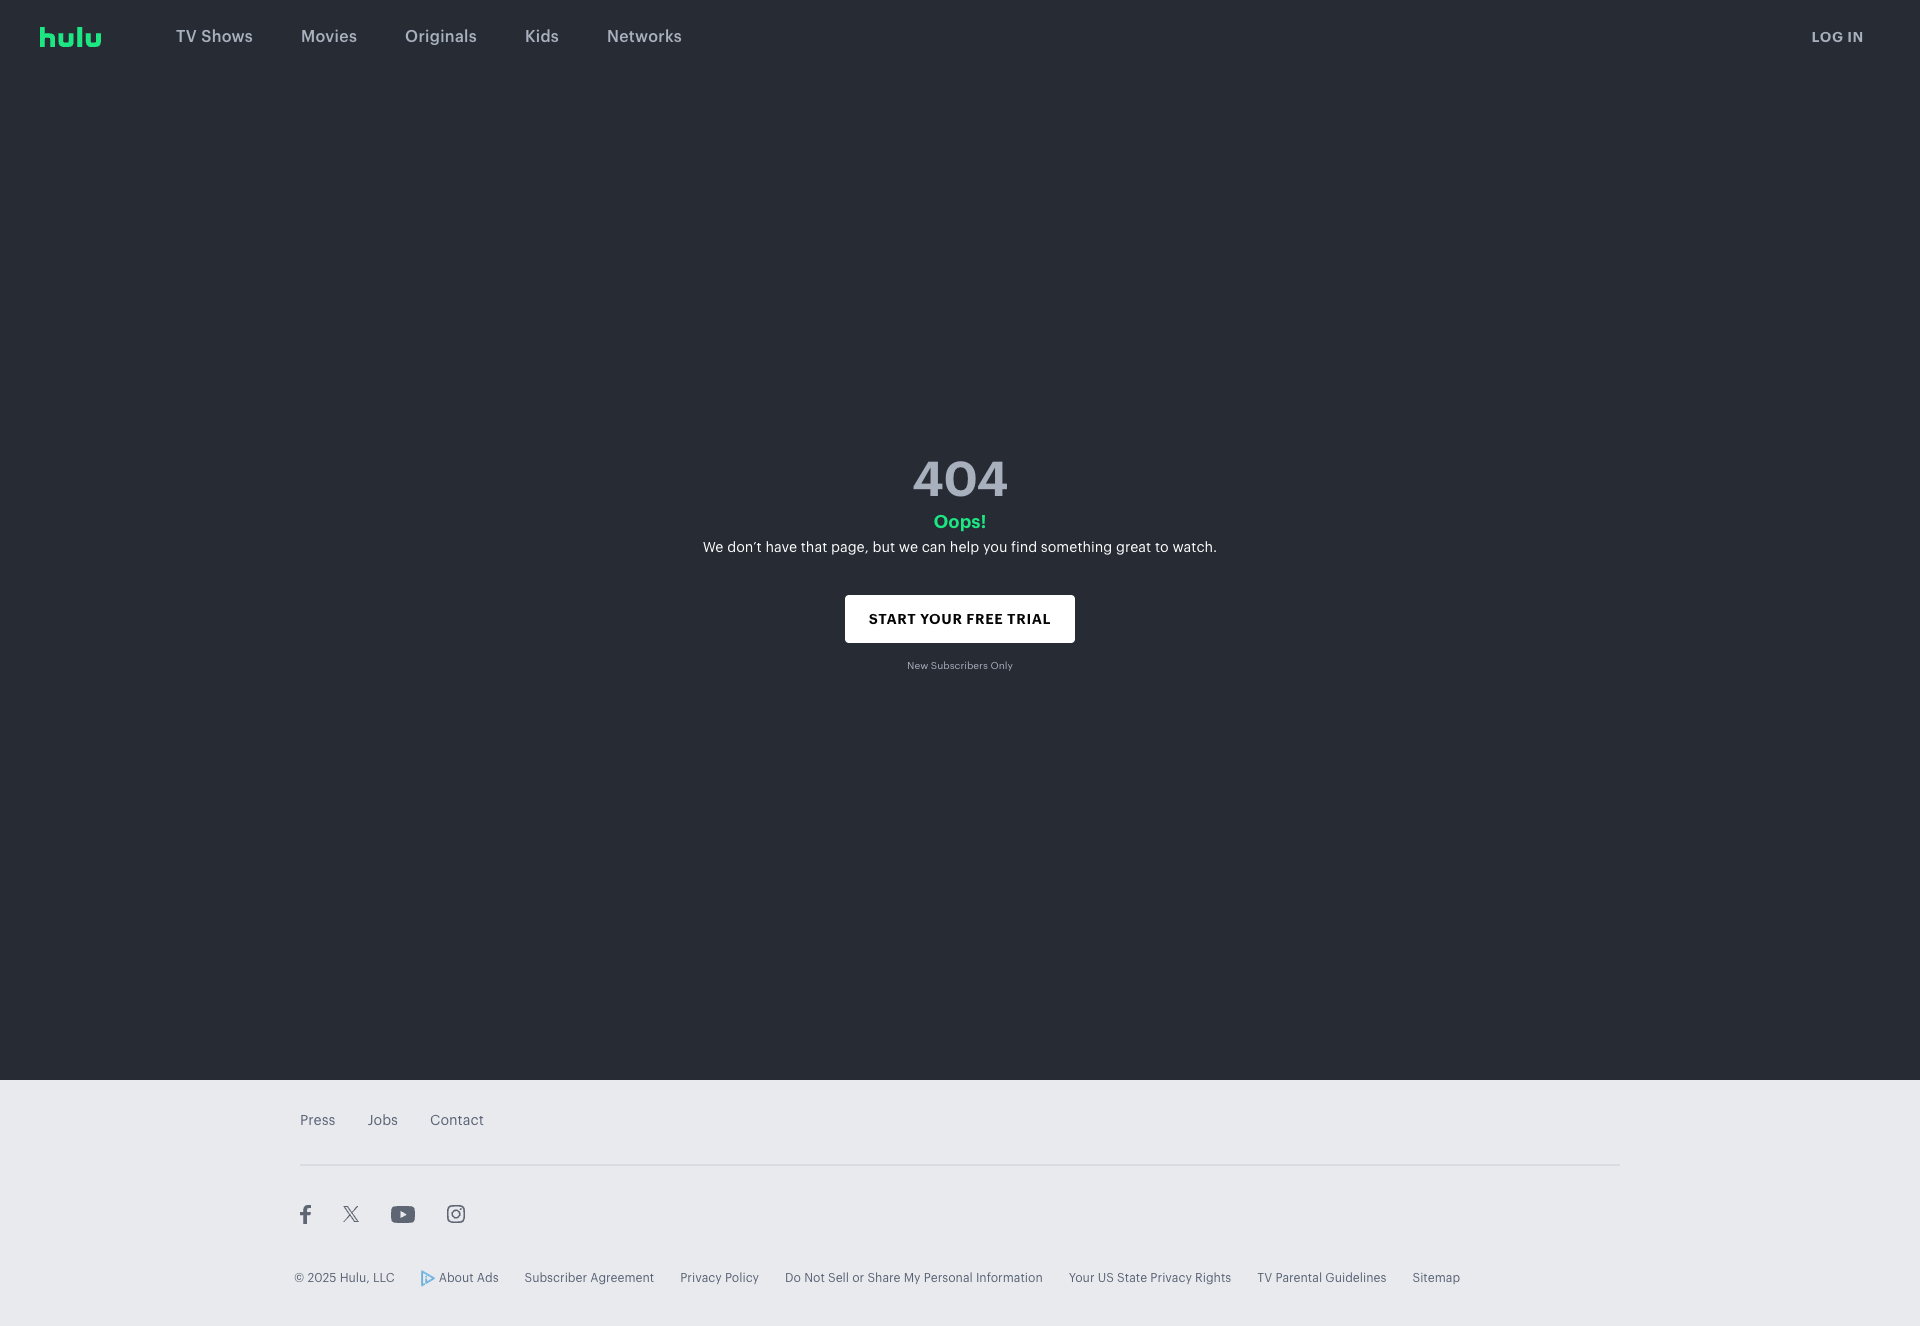 hulu TV Shows Movies Originals Kids Networks LOG IN
404
Oops!
We don’t have that page, but we can help you find something great to watch.
START YOUR FREE TRIAL
New Subscribers Only
Press Jobs Contact
© 2025 Hulu, LLC About Ads Subscriber Agreement Privacy Policy Do Not Sell or Share My Personal Information Your US State Privacy Rights TV Parental Guidelines Sitemap